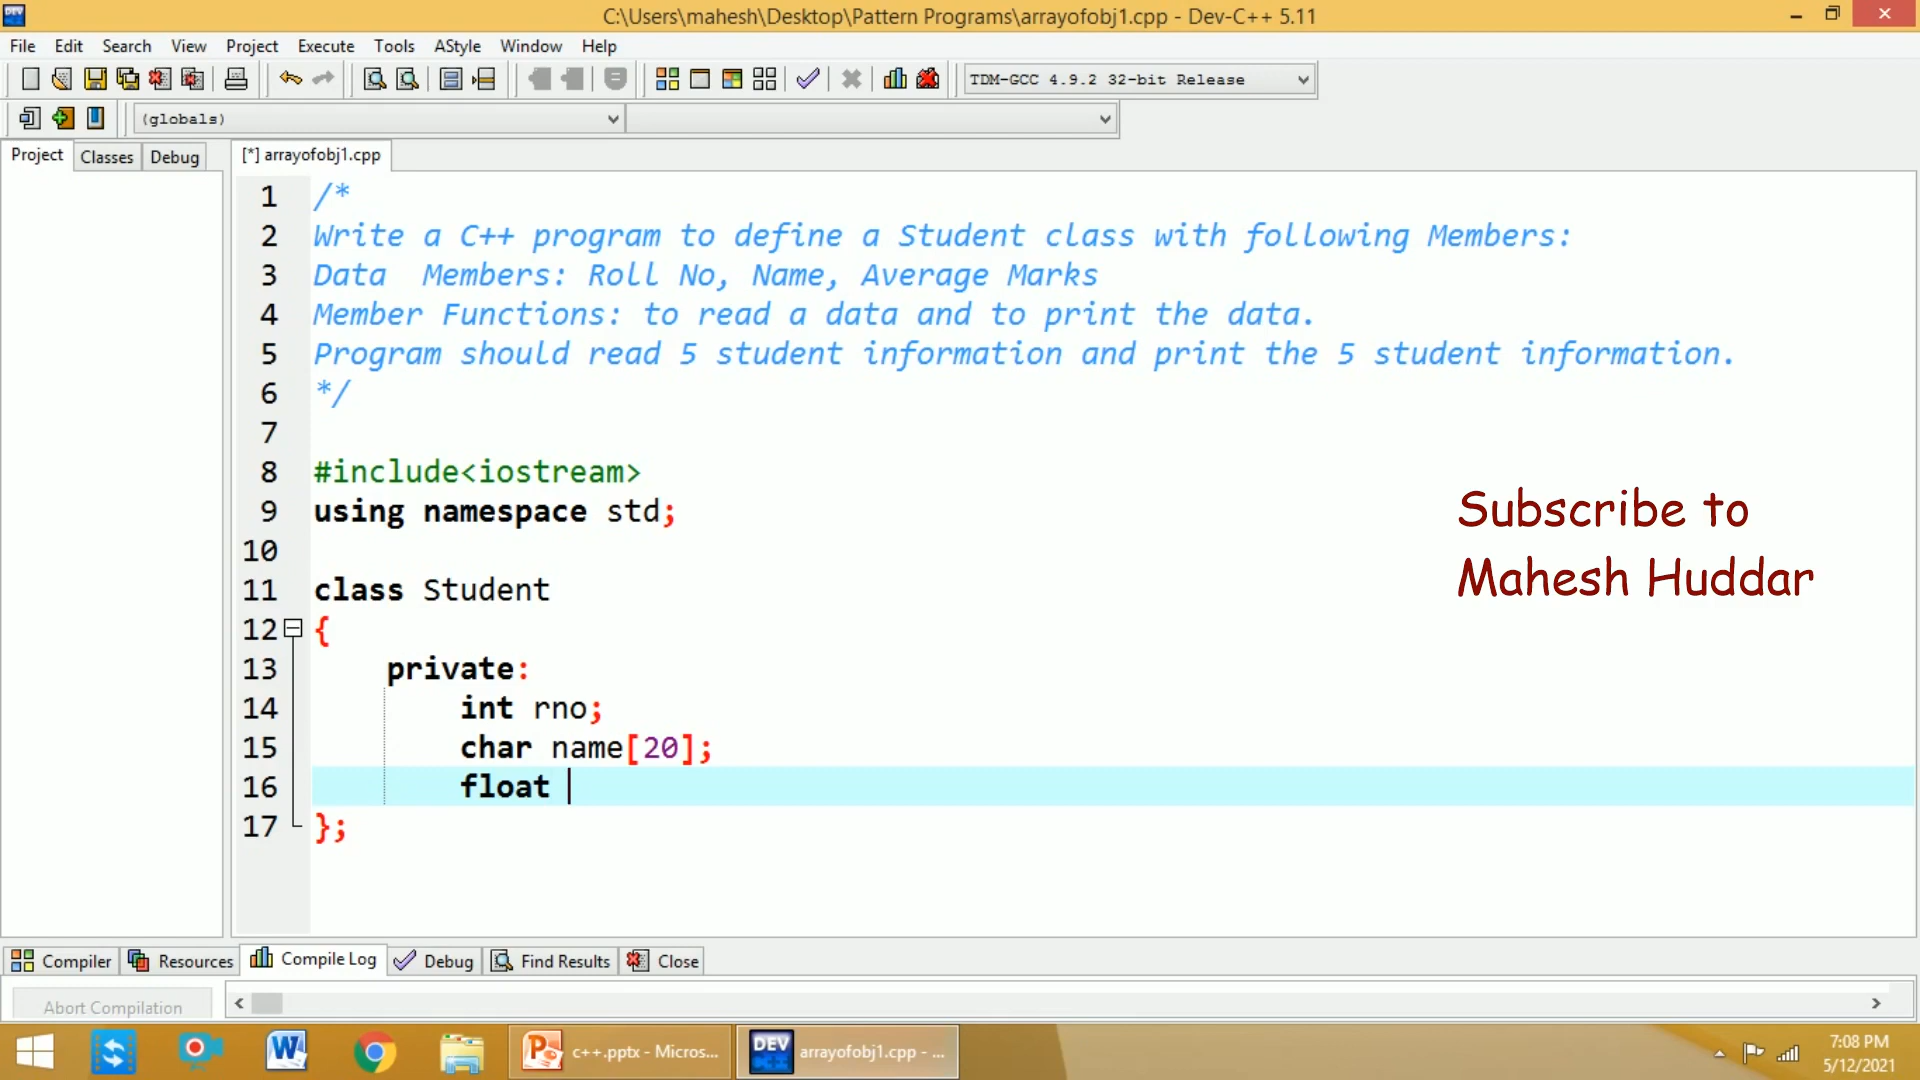 C:\Users\mahesh\Desktop\Pattern Programs\arrayofobj1.cpp - Dev-C++ 5.11
File Edit Search View Project Execute Tools AStyle Window Help
TDM-GCC 4.9.2 32-bit Release
(globals)
Project Classes Debug [*] arrayofobj1.cpp
1 /*
2 Write a C++ program to define a Student class with following Members:
3 Data  Members: Roll No, Name, Average Marks
4 Member Functions: to read a data and to print the data.
5 Program should read 5 student information and print the 5 student information.
6 */
7
8 #include<iostream>
9 using namespace std;
10
11 class Student
12 {
13 private:
14 int rno;
15 char name[20];
16 float
17 };
Subscribe to
Mahesh Huddar
Compiler Resources Compile Log Debug Find Results Close
Abort Compilation
DEV C++ P W
c++.pptx - Micros... arrayofobj1.cpp - ...
7:08 PM
5/12/2021